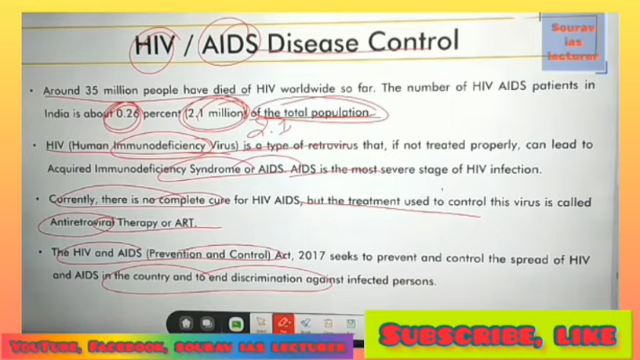 Sourav
ias
lecturer
HIV / AIDS Disease Control
• Around 35 million people have died of HIV worldwide so far. The number of HIV AIDS patients in
India is about 0.26 percent (2.1 million) of the total population.
2.1
• HIV (Human Immunodeficiency Virus) is a type of retrovirus that, if not treated properly, can lead to
Acquired Immunodeficiency Syndrome or AIDS. AIDS is the most severe stage of HIV infection.
• Currently, there is no complete cure for HIV AIDS, but the treatment used to control this virus is called
Antiretroviral Therapy or ART.
• The HIV and AIDS (Prevention and Control) Act, 2017 seeks to prevent and control the spread of HIV
and AIDS in the country and to end discrimination against infected persons.
YouTube, Facebook, sourav ias lecturer
Subscribe, like